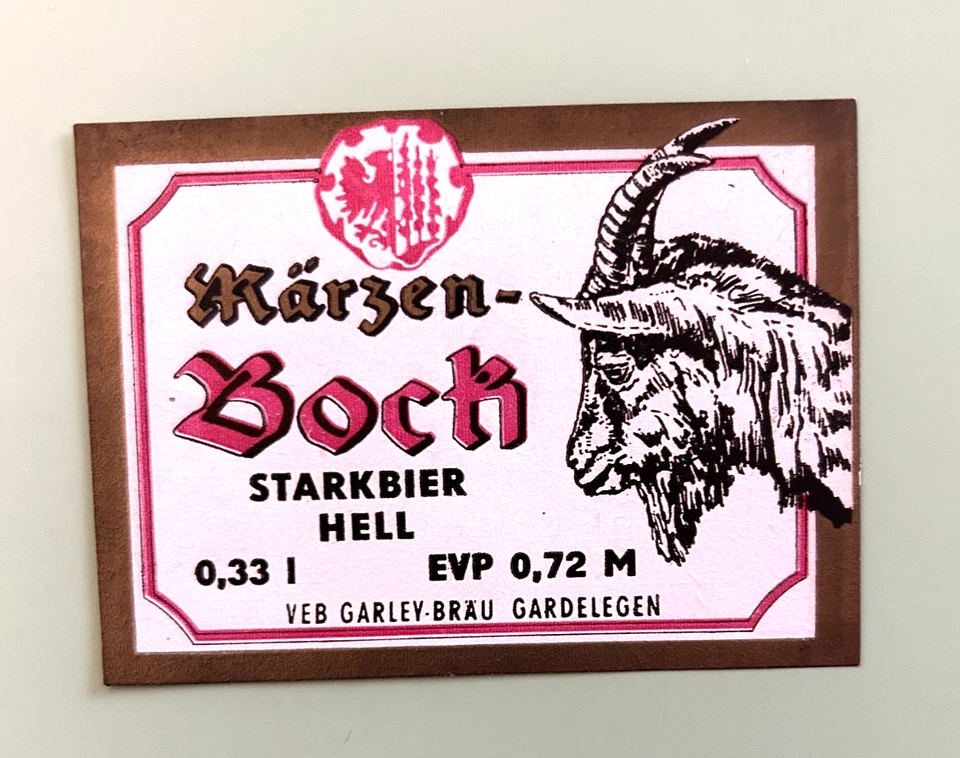 Märzen-
Bock
STARKBIER
HELL
0,33 l EVP 0,72 M
VEB GARLEY-BRÄU GARDELEGEN